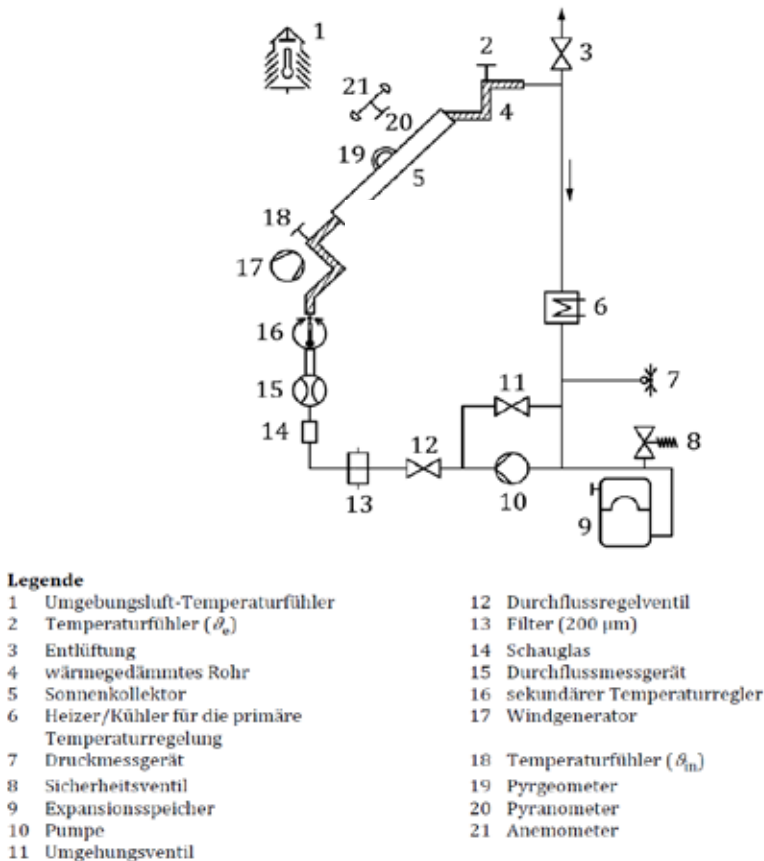 1
2
3
21
20
4
19
5
18
17
6
16
11
7
15
14
12
8
13
10
9
Legende
1 Umgebungsluft-Temperaturfühler
2 Temperaturfühler (𝜗e)
3 Entlüftung
4 wärmegedämmtes Rohr
5 Sonnenkollektor
6 Heizer/Kühler für die primäre
Temperaturregelung
7 Druckmessgerät
8 Sicherheitsventil
9 Expansionsspeicher
10 Pumpe
11 Umgehungsventil
12 Durchflussregelventil
13 Filter (200 µm)
14 Schauglas
15 Durchflussmessgerät
16 sekundärer Temperaturregler
17 Windgenerator
18 Temperaturfühler (𝜗in)
19 Pyrgeometer
20 Pyranometer
21 Anemometer